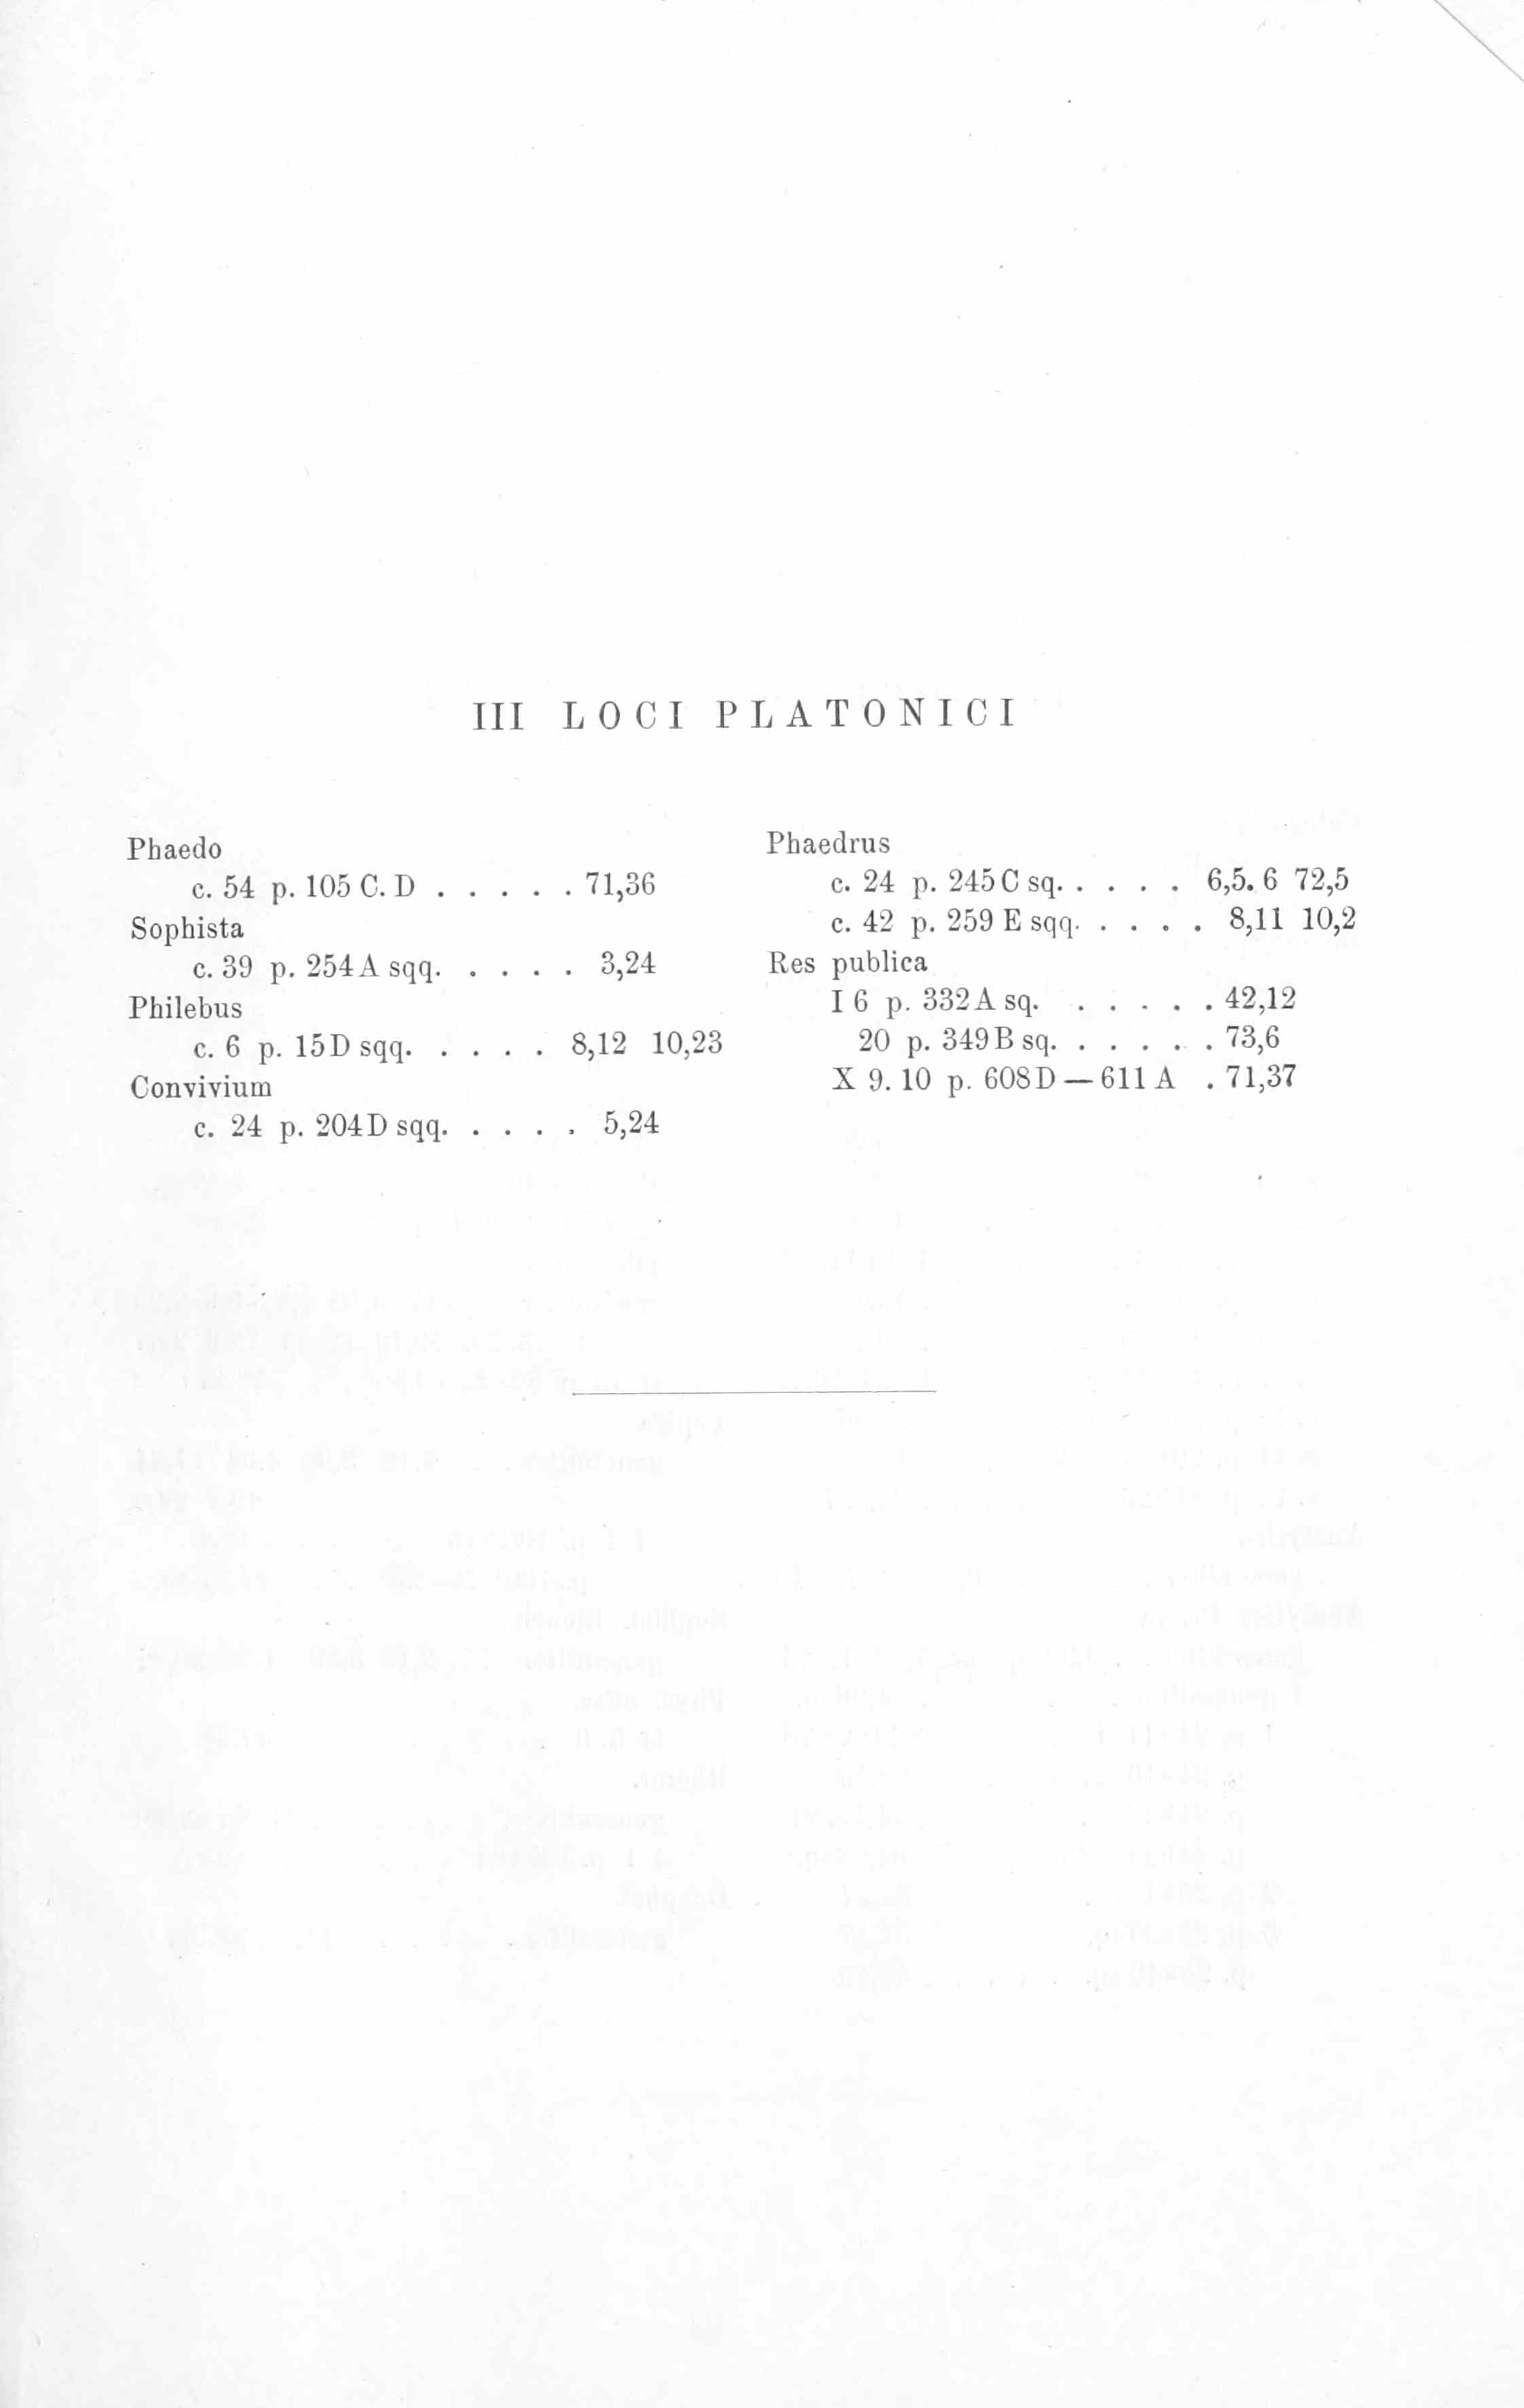 III LOCI PLATONICI
Phaedo
c. 54 p. 105 C. D . . . . . 71,36
Sophista
c. 39 p. 254 A sqq. . . . . 3,24
Philebus
c. 6 p. 15 D sqq. . . . . 8,12 10,23
Convivium
c. 24 p. 204 D sqq. . . . . 5,24
Phaedrus
c. 24 p. 245 C sq. . . . . 6,5. 6 72,5
c. 42 p. 259 E sqq. . . . . 8,11 10,2
Res publica
I 6 p. 332 A sq. . . . . . 42,12
20 p. 349 B sq. . . . . . 73,6
X 9. 10 p. 608 D — 611 A . 71,37